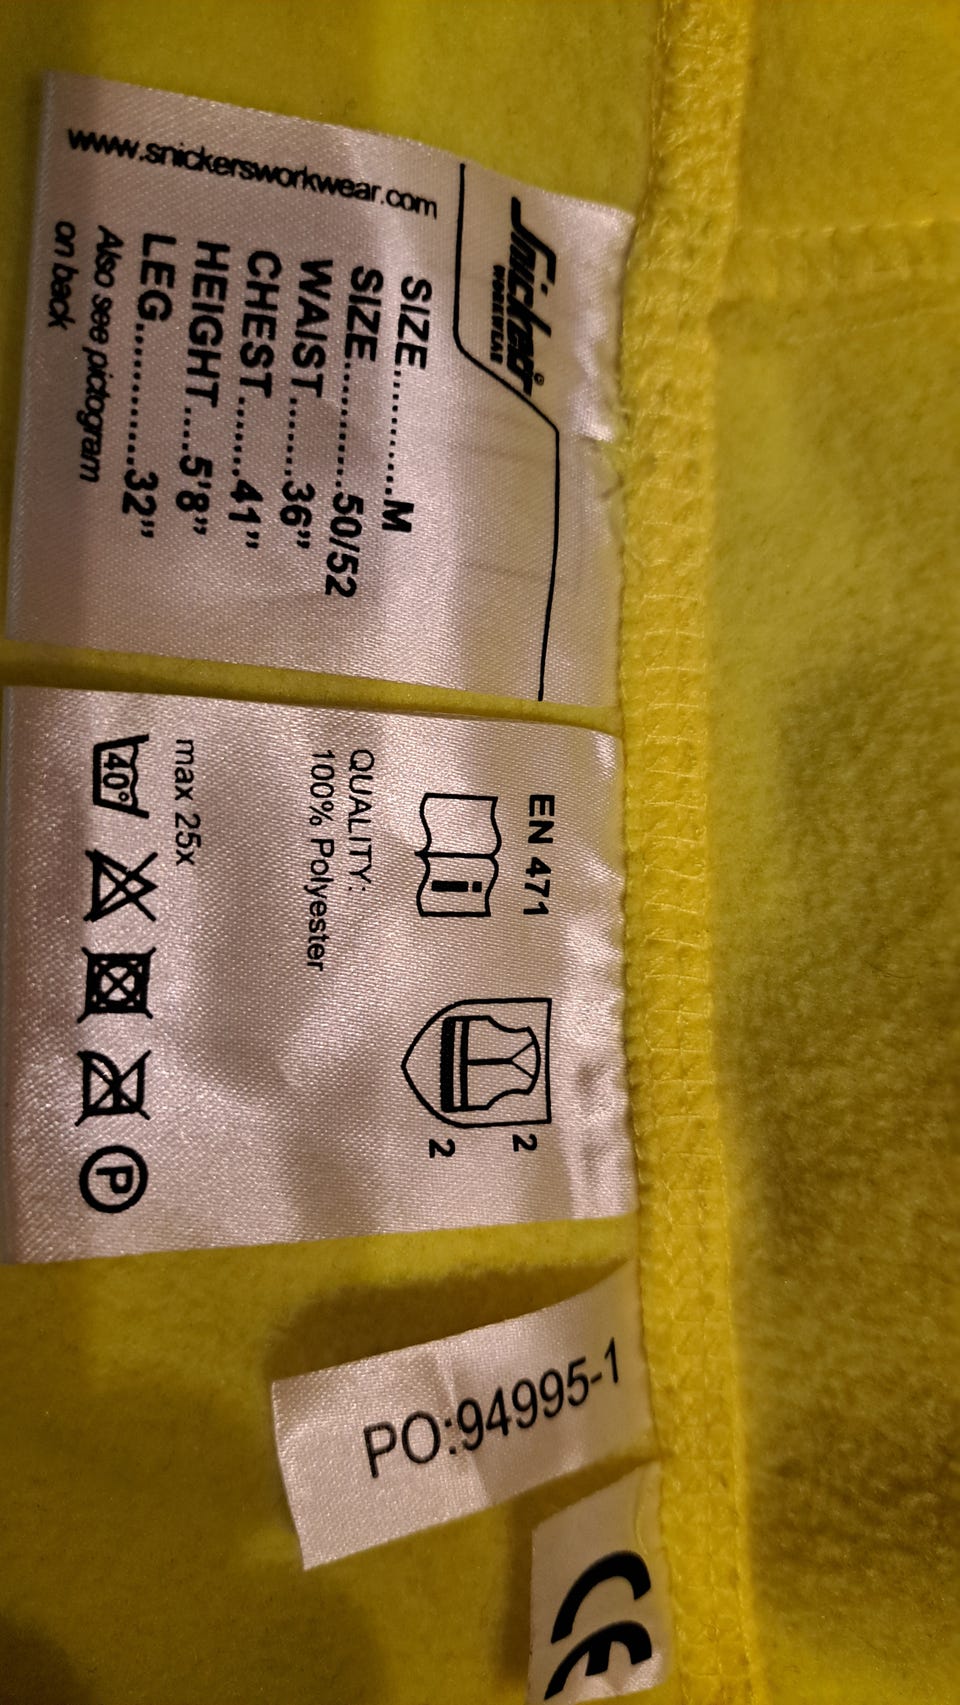 Snickers
WORKWEAR
©
SIZE............M
SIZE............50/52
WAIST........36"
CHEST........41"
HEIGHT....5'8"
LEG............32"
Also see pictogram
on back
www.snickersworkwear.com
EN 471
i
2
2
QUALITY:
100% Polyester
max 25x
40°
P
PO:94995-1
CE